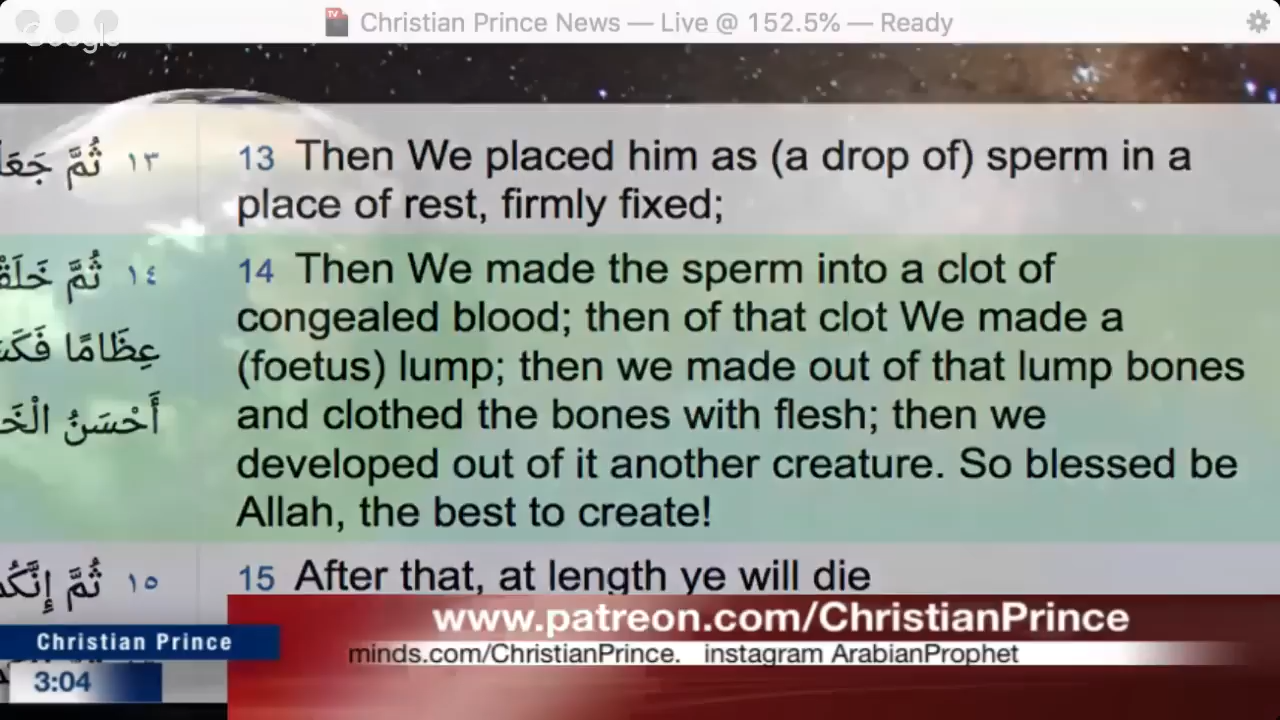 Christian Prince News — Live @ 152.5% — Ready
Google
١٣ ثُمَّ
13 Then We placed him as (a drop of) sperm in a
place of rest, firmly fixed;
١٤ ثُمَّ
عِظَامًا
أَحْسَنُ
14 Then We made the sperm into a clot of
congealed blood; then of that clot We made a
(foetus) lump; then we made out of that lump bones
and clothed the bones with flesh; then we
developed out of it another creature. So blessed be
Allah, the best to create!
١٥ ثُمَّ
15 After that, at length ye will die
www.patreon.com/ChristianPrince
Christian Prince
minds.com/ChristianPrince. instagram ArabianProphet
3:04